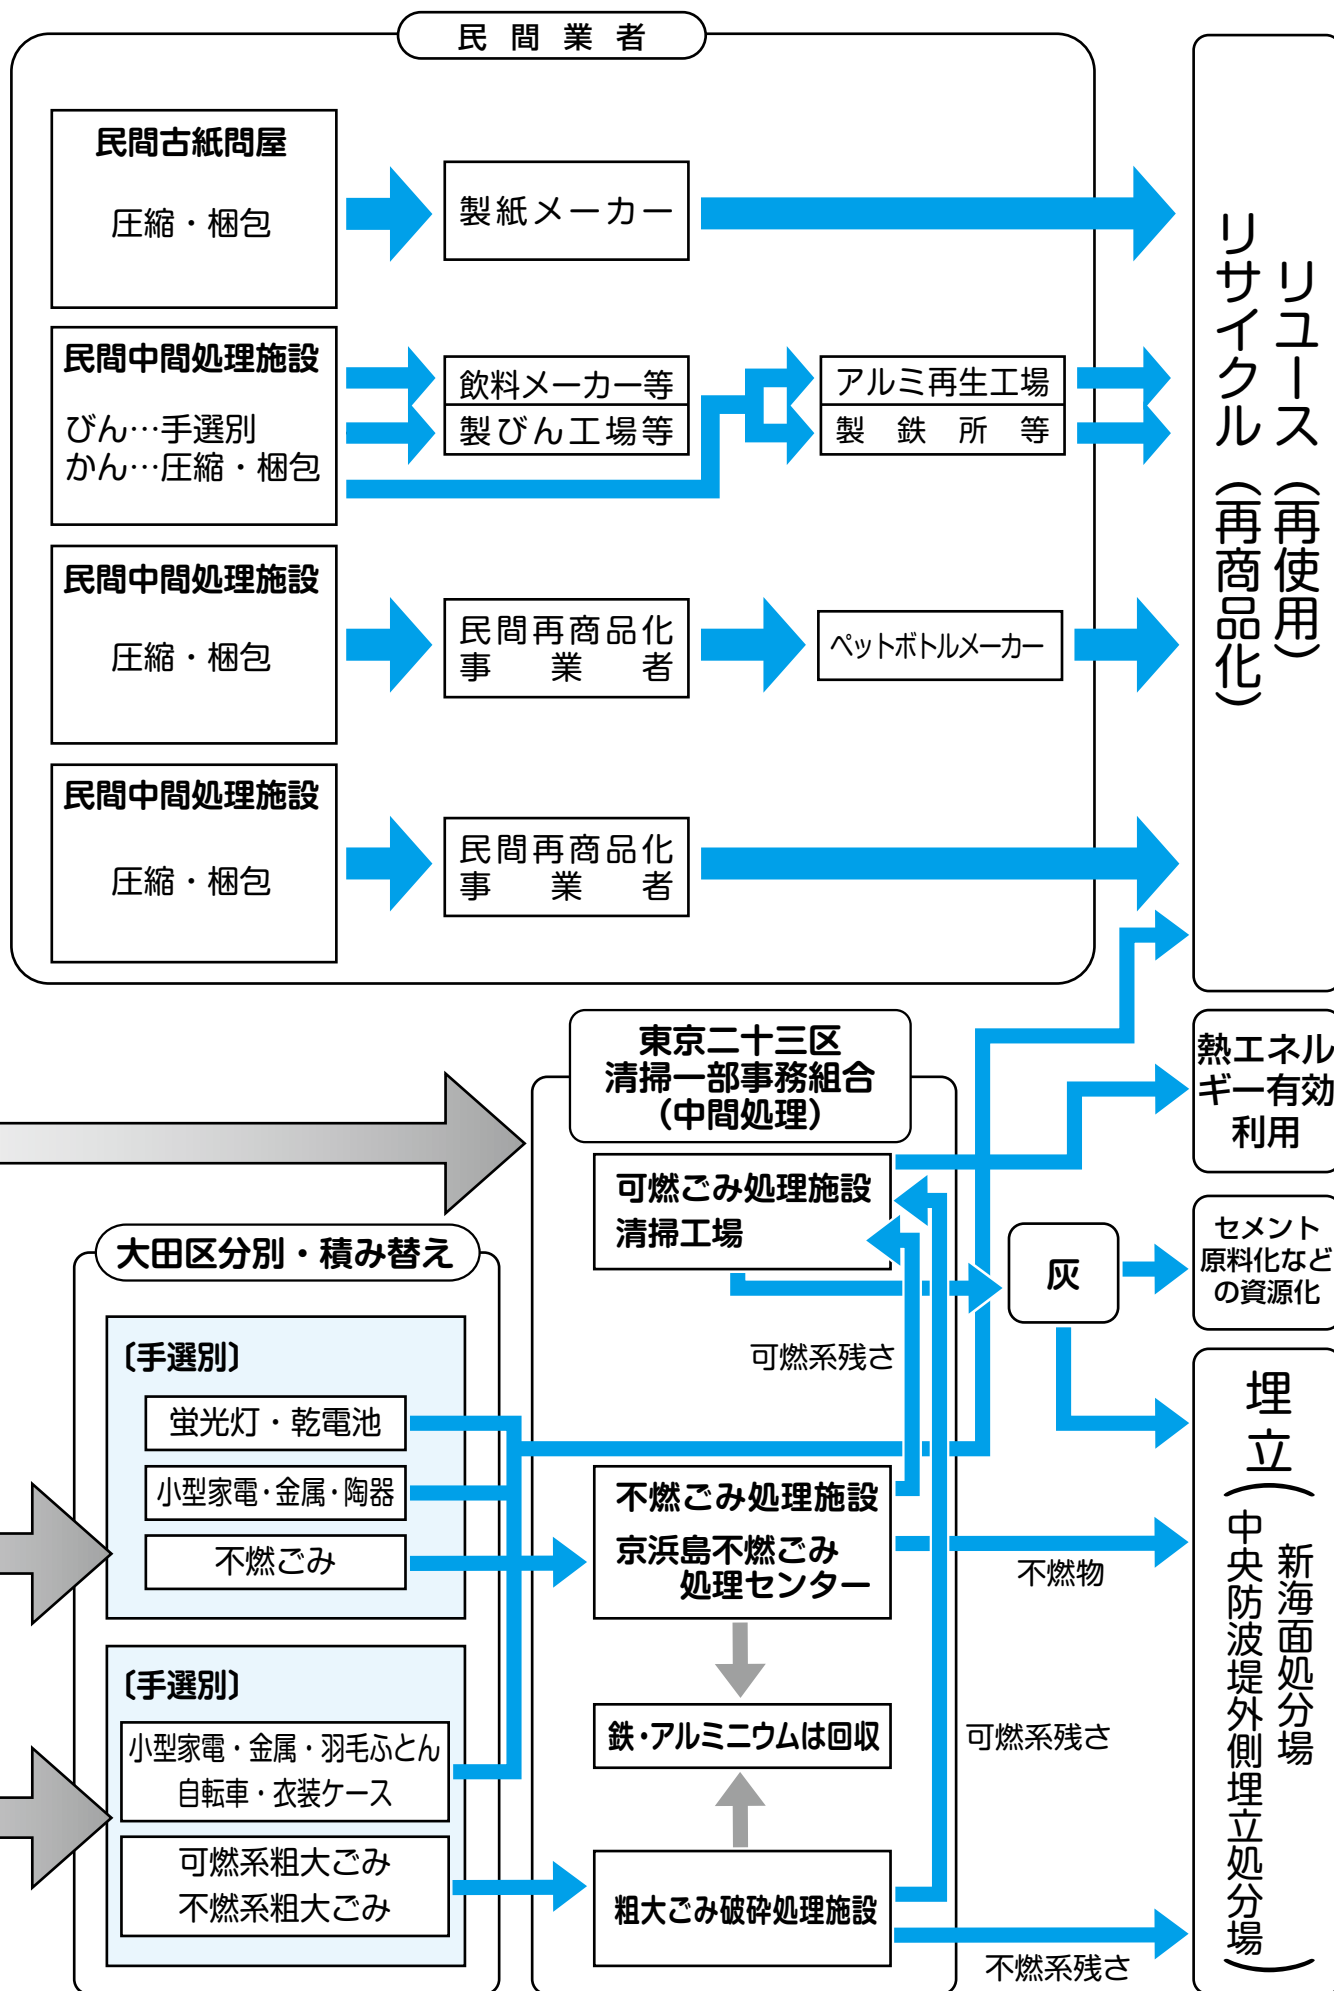 民間業者
民間古紙問屋
圧縮・梱包
製紙メーカー
民間中間処理施設
びん…手選別
かん…圧縮・梱包
飲料メーカー等
製びん工場等
アルミ再生工場
製鉄所等
民間中間処理施設
圧縮・梱包
民間再商品化
事業者
ペットボトルメーカー
民間中間処理施設
圧縮・梱包
民間再商品化
事業者
リユース（再使用）
リサイクル（再商品化）
東京二十三区
清掃一部事務組合
（中間処理）
可燃ごみ処理施設
清掃工場
熱エネル
ギー有効
利用
灰
セメント
原料化など
の資源化
大田区分別・積み替え
〔手選別〕
蛍光灯・乾電池
小型家電・金属・陶器
不燃ごみ
可燃系残さ
不燃ごみ処理施設
京浜島不燃ごみ
処理センター
不燃物
〔手選別〕
小型家電・金属・羽毛ふとん
自転車・衣装ケース
可燃系粗大ごみ
不燃系粗大ごみ
鉄・アルミニウムは回収
可燃系残さ
粗大ごみ破砕処理施設
不燃系残さ
埋立
（新海面処分場
中央防波堤外側埋立処分場）